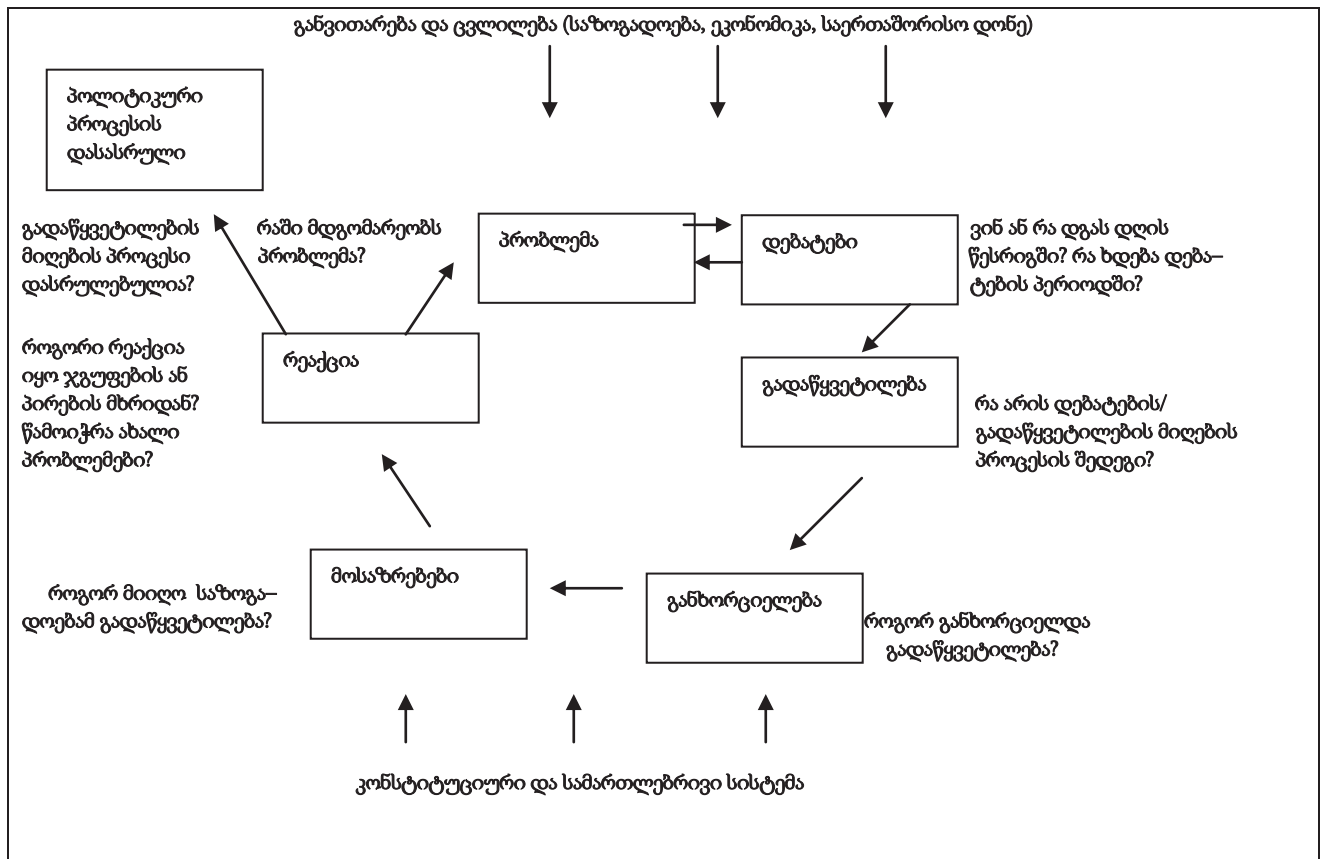 განვითარება და ცვლილება (საზოგადოება, ეკონომიკა, საერთაშორისო დონე)
პოლიტიკური
პროცესის
დასასრული
გადაწყვეტილების
მიღების პროცესი
დასრულებულია?
რაში მდგომარეობს
პრობლემა?
პრობლემა
დებატები
ვინ ან რა დგას დღის
წესრიგში? რა ხდება დება–
ტების პერიოდში?
როგორი რეაქცია
იყო ჯგუფების ან
პირების მხრიდან?
წამოიჭრა ახალი
პრობლემები?
რეაქცია
გადაწყვეტილება
რა არის დებატების/
გადაწყვეტილების მიღების
პროცესის შედეგი?
როგორ მიიღო საზოგა–
დოებამ გადაწყვეტილება?
მოსაზრებები
განხორციელება
როგორ განხორციელდა
გადაწყვეტილება?
კონსტიტუციური და სამართლებრივი სისტემა